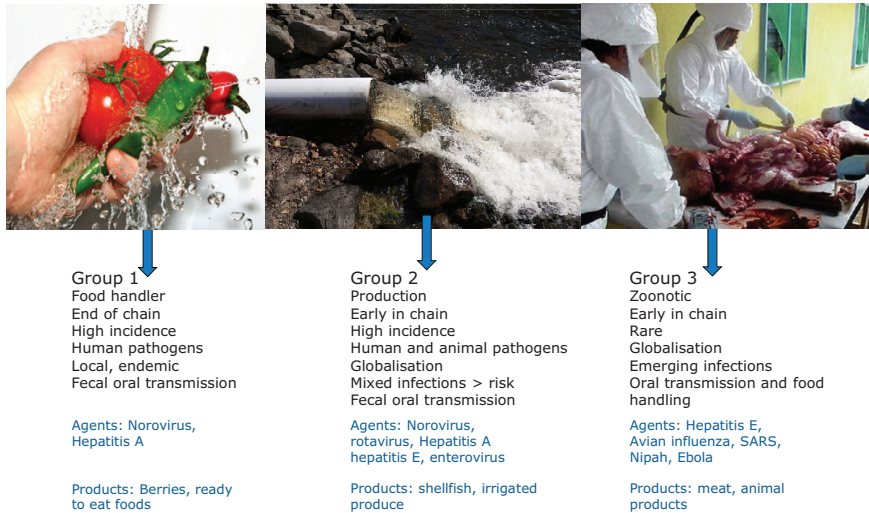 Group 1
Food handler
End of chain
High incidence
Human pathogens
Local, endemic
Fecal oral transmission
Agents: Norovirus,
Hepatitis A
Products: Berries, ready
to eat foods
Group 2
Production
Early in chain
High incidence
Human and animal pathogens
Globalisation
Mixed infections > risk
Fecal oral transmission
Agents: Norovirus,
rotavirus, Hepatitis A
hepatitis E, enterovirus
Products: shellfish, irrigated
produce
Group 3
Zoonotic
Early in chain
Rare
Globalisation
Emerging infections
Oral transmission and food
handling
Agents: Hepatitis E,
Avian influenza, SARS,
Nipah, Ebola
Products: meat, animal
products